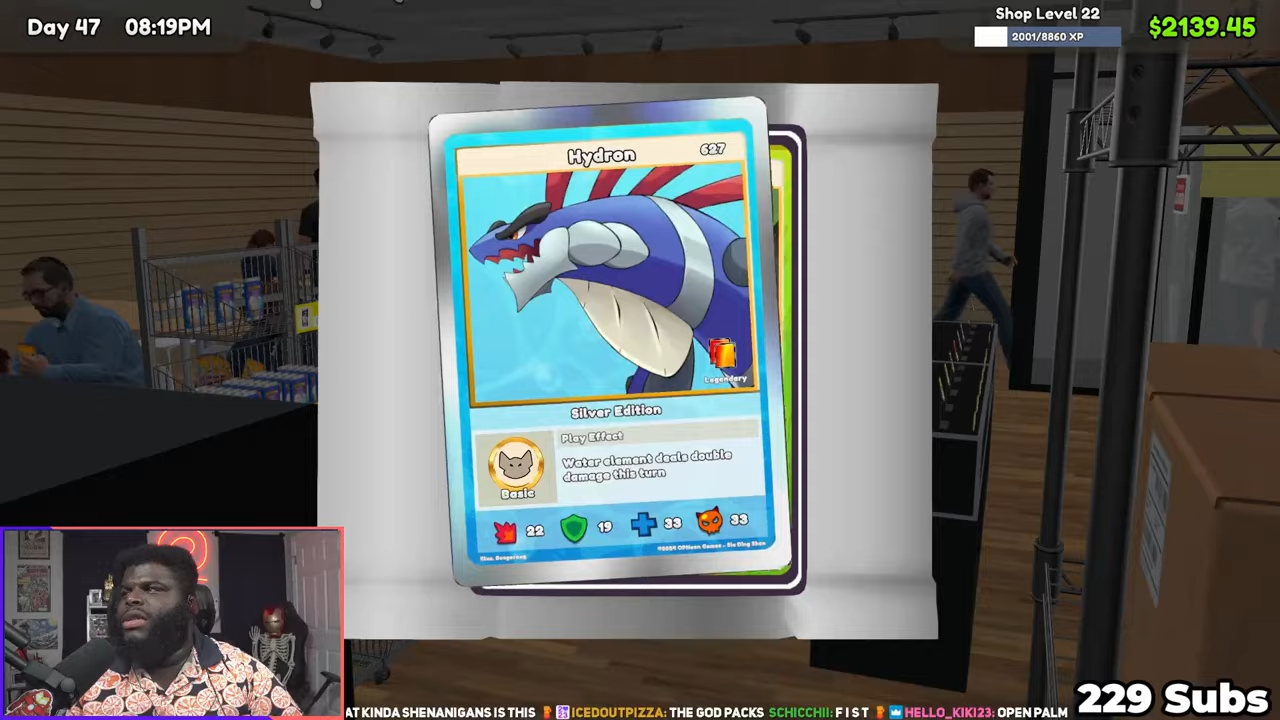 Day 47 08:19PM
Shop Level 22
2001/8860 XP
$2139.45
Hydron 627
Legendary
Silver Edition
Play Effect
Water element deals double
damage this turn
Basic
22 19 33 33
AT KINDA SHENANIGANS IS THIS ICEDOUTPIZZA: THE GOD PACKS SCHICCHII: F I S T HELLO_KIKI23: OPEN PALM
229 Subs